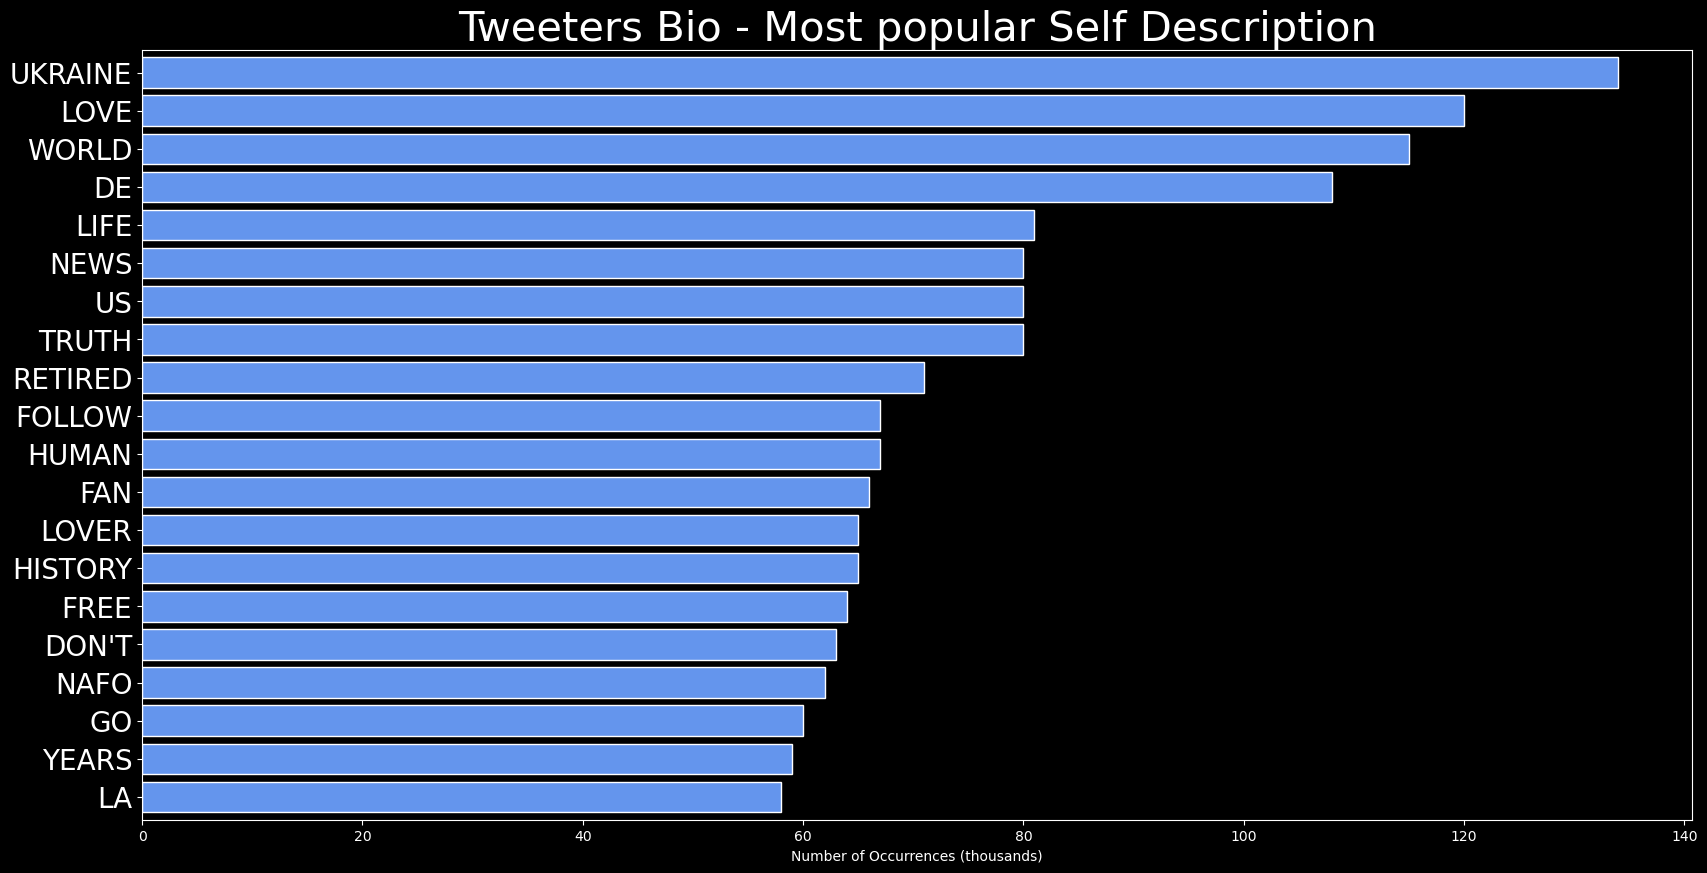 Tweeters Bio - Most popular Self Description
UKRAINE
LOVE
WORLD
DE
LIFE
NEWS
US
TRUTH
RETIRED
FOLLOW
HUMAN
FAN
LOVER
HISTORY
FREE
DON'T
NAFO
GO
YEARS
LA
0 20 40 60 80 100 120 140
Number of Occurrences (thousands)